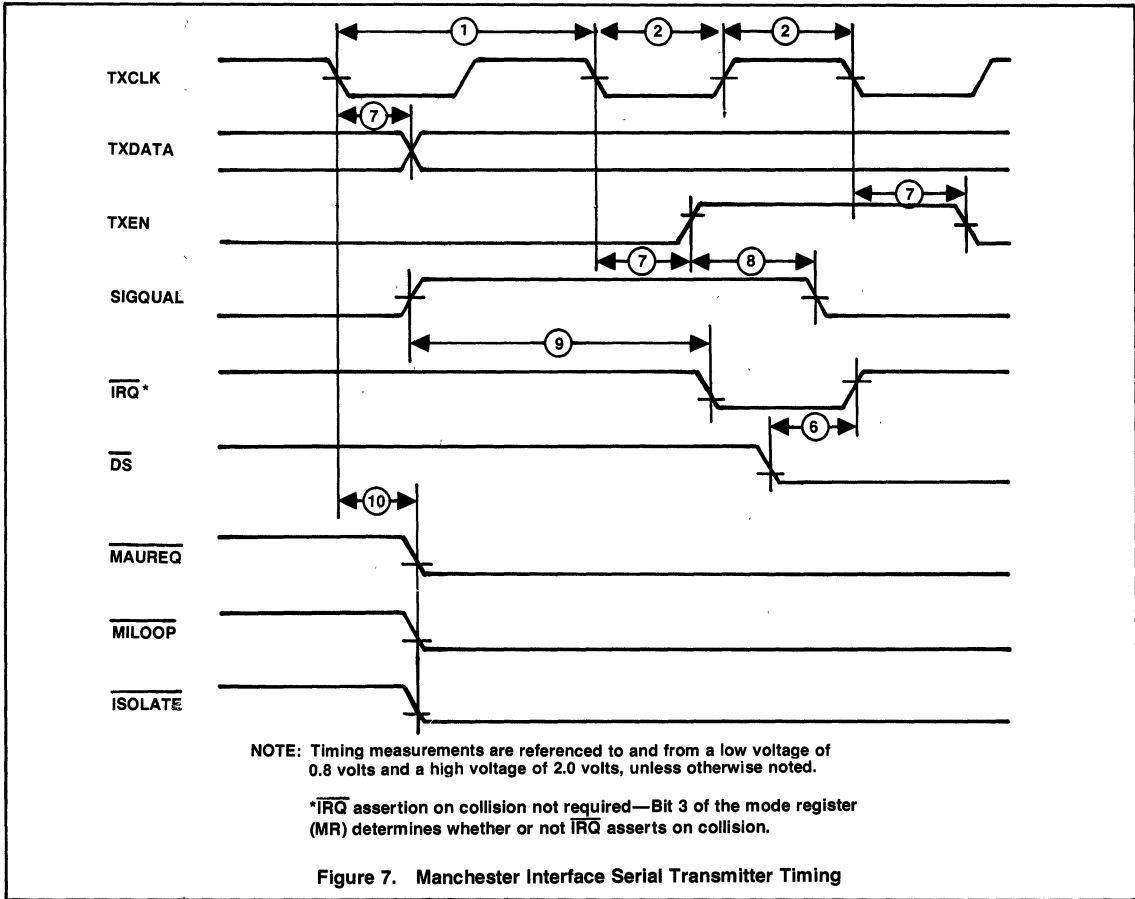 1
2
2
TXCLK
7
TXDATA
TXEN
7
7
8
SIGQUAL
9
IRQ*
6
DS
10
MAUREQ
MILOOP
ISOLATE
NOTE: Timing measurements are referenced to and from a low voltage of
0.8 volts and a high voltage of 2.0 volts, unless otherwise noted.
*IRQ assertion on collision not required—Bit 3 of the mode register
(MR) determines whether or not IRQ asserts on collision.
Figure 7. Manchester Interface Serial Transmitter Timing